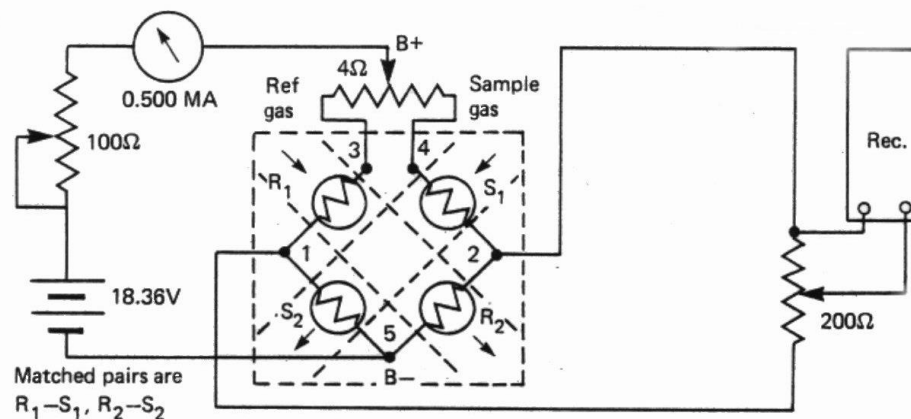 B+
4Ω
0.500 MA
Ref
gas
Sample
gas
100Ω
3
4
Rec.
R1
S1
1
2
18.36V
S2
5
R2
200Ω
B−
Matched pairs are
R1–S1, R2–S2